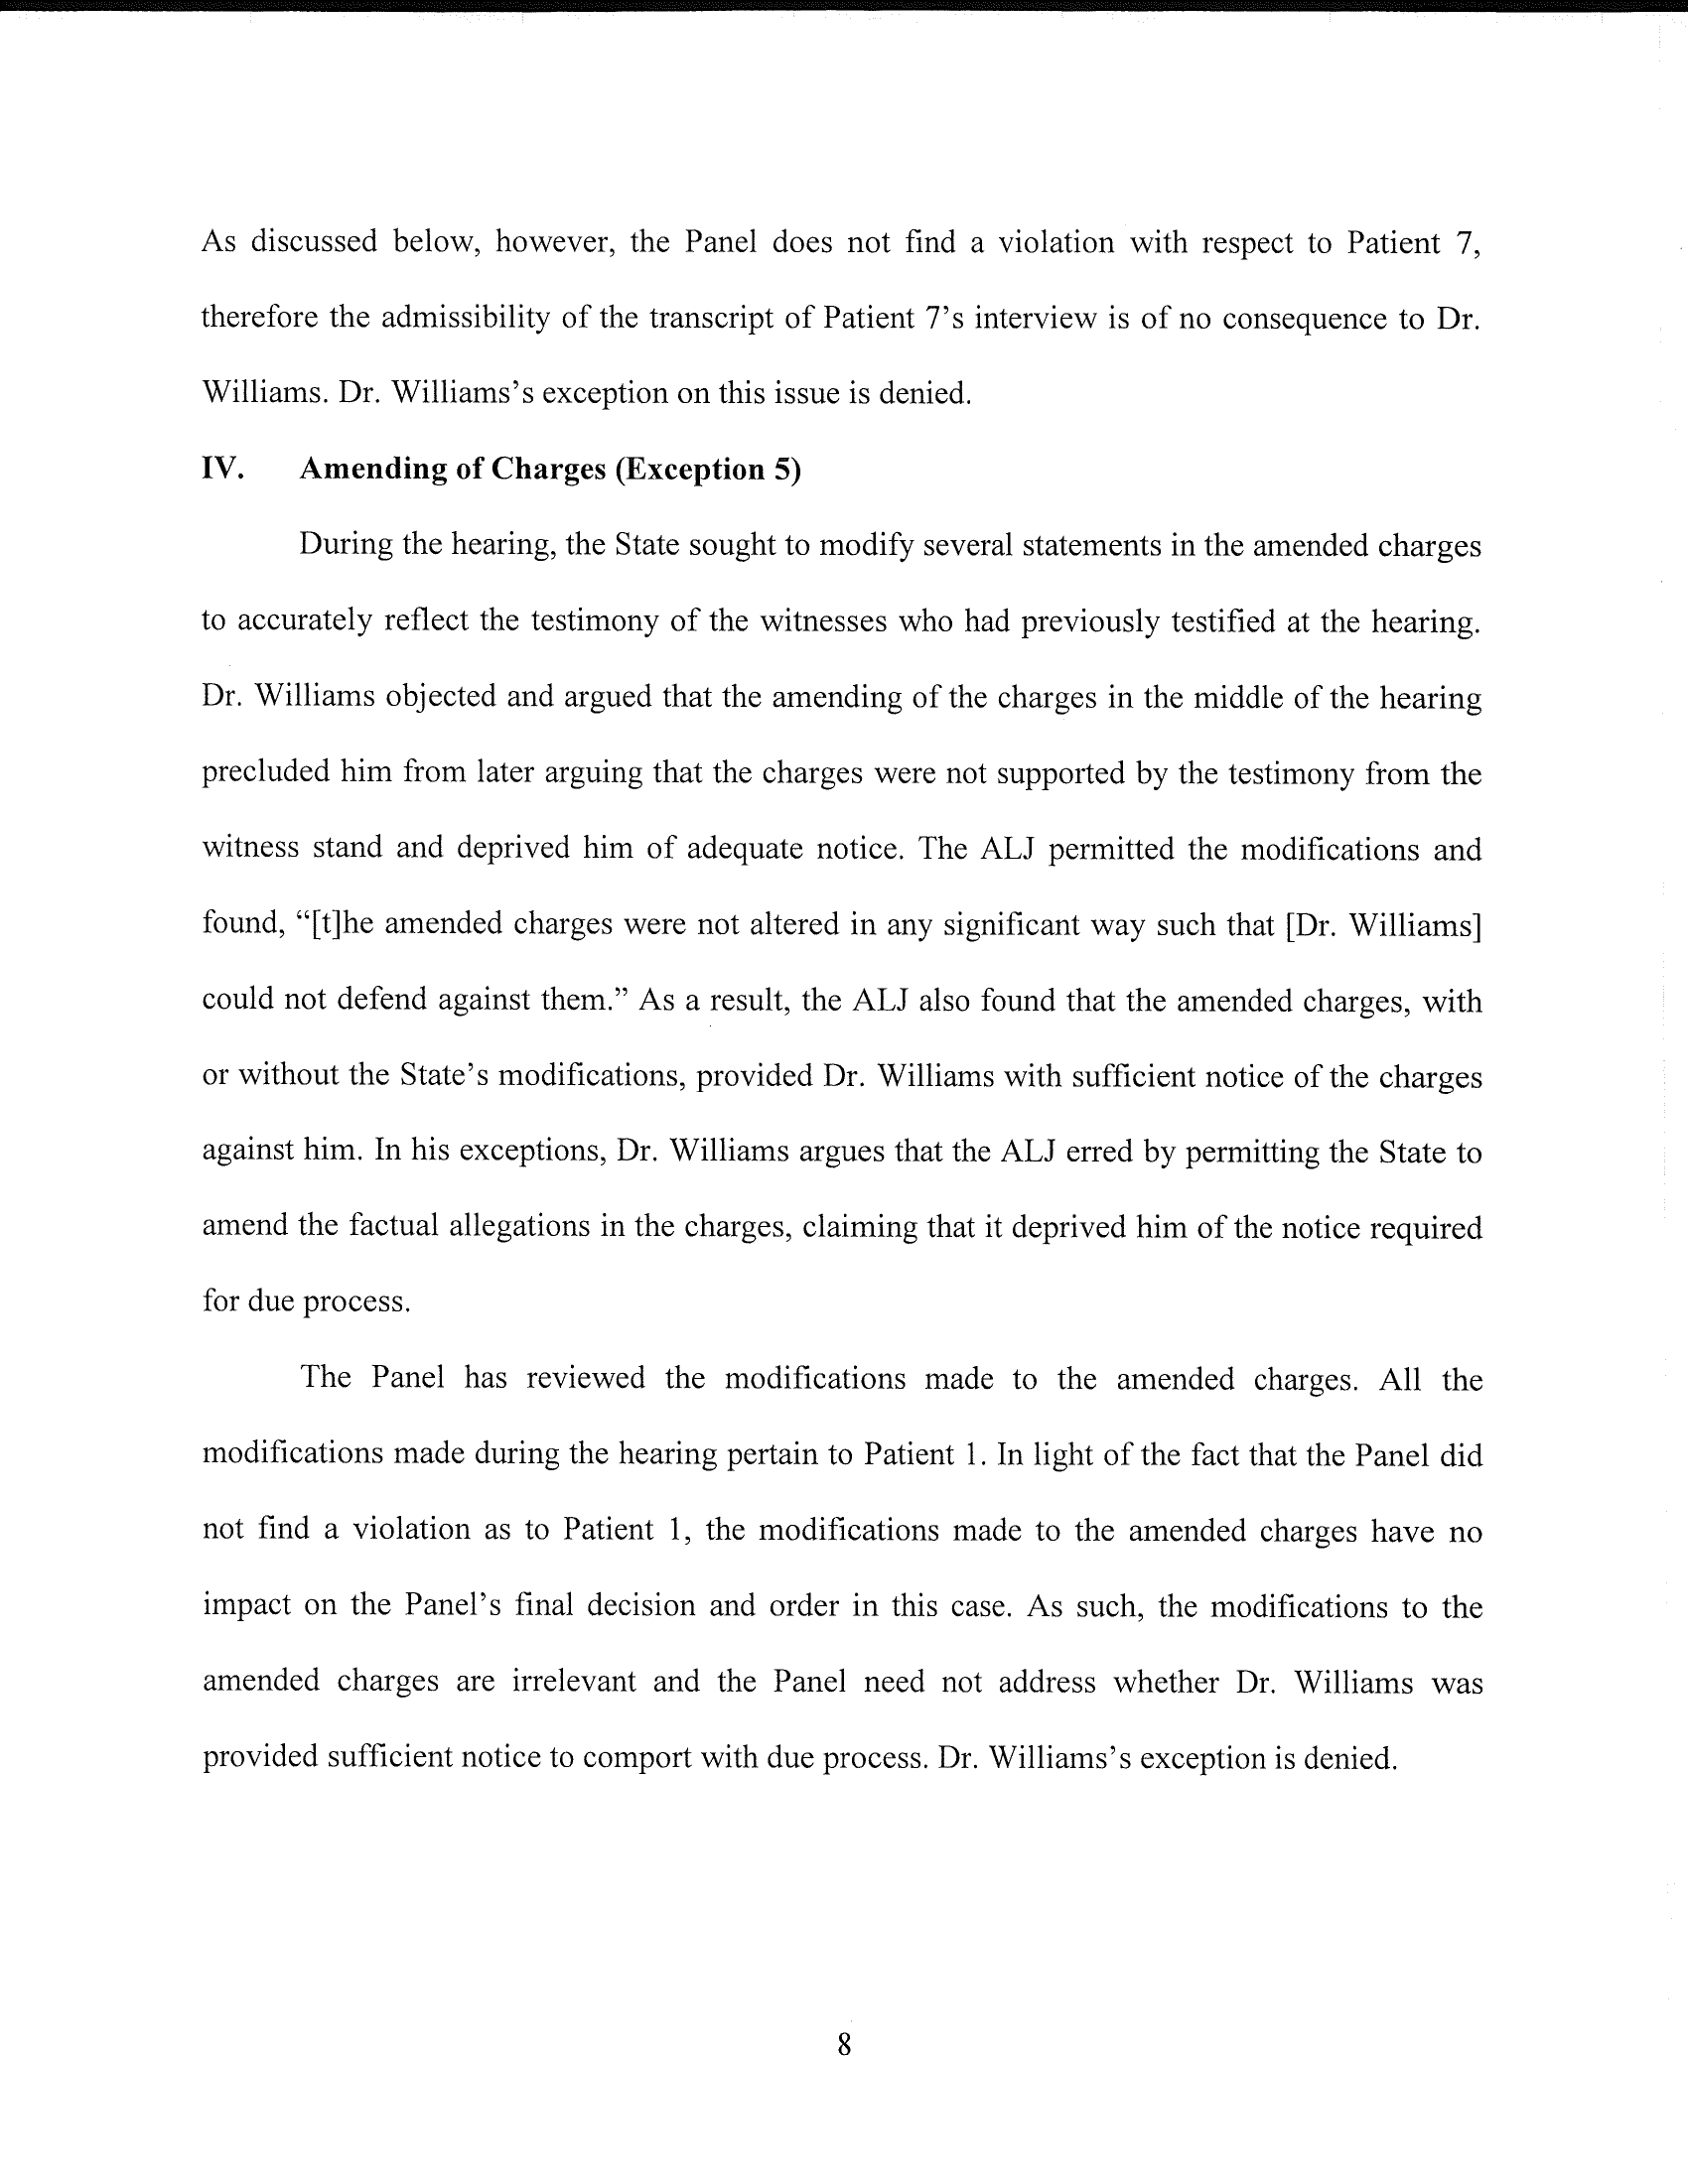 As discussed below, however, the Panel does not find a violation with respect to Patient 7,
therefore the admissibility of the transcript of Patient 7’s interview is of no consequence to Dr.
Williams. Dr. Williams’s exception on this issue is denied.
IV. Amending of Charges (Exception 5)
During the hearing, the State sought to modify several statements in the amended charges
to accurately reflect the testimony of the witnesses who had previously testified at the hearing.
Dr. Williams objected and argued that the amending of the charges in the middle of the hearing
precluded him from later arguing that the charges were not supported by the testimony from the
witness stand and deprived him of adequate notice. The ALJ permitted the modifications and
found, “[t]he amended charges were not altered in any significant way such that [Dr. Williams]
could not defend against them.” As a result, the ALJ also found that the amended charges, with
or without the State’s modifications, provided Dr. Williams with sufficient notice of the charges
against him. In his exceptions, Dr. Williams argues that the ALJ erred by permitting the State to
amend the factual allegations in the charges, claiming that it deprived him of the notice required
for due process.
The Panel has reviewed the modifications made to the amended charges. All the
modifications made during the hearing pertain to Patient 1. In light of the fact that the Panel did
not find a violation as to Patient 1, the modifications made to the amended charges have no
impact on the Panel’s final decision and order in this case. As such, the modifications to the
amended charges are irrelevant and the Panel need not address whether Dr. Williams was
provided sufficient notice to comport with due process. Dr. Williams’s exception is denied.
8